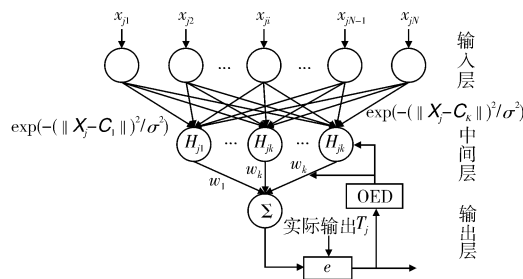 x_{j1} x_{j2} x_{ji} x_{jN-1} x_{jN}
... ...
输入层
exp(-(‖X_j-C_1‖)²/σ²)
exp(-(‖X_j-C_K‖)²/σ²)
H_{j1} ... H_{jk} ... H_{jk}
中间层
w_1 w_k w_k
OED
Σ
实际输出T_j
输出层
e